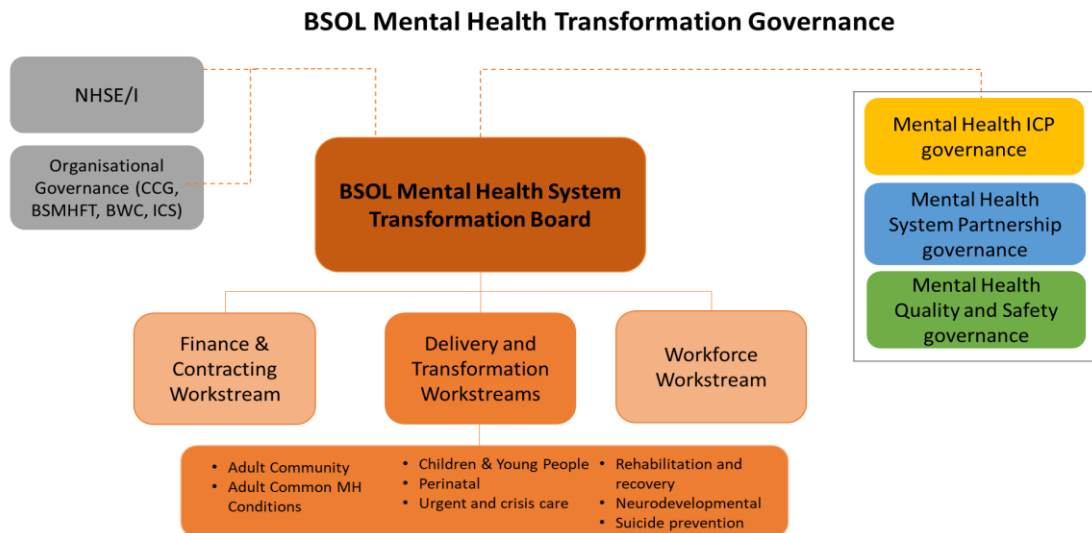 BSOL Mental Health Transformation Governance
NHSE/I
Organisational
Governance (CCG,
BSMHFT, BWC, ICS)
BSOL Mental Health System
Transformation Board
Mental Health ICP
governance
Mental Health
System Partnership
governance
Mental Health
Quality and Safety
governance
Finance &
Contracting
Workstream
Delivery and
Transformation
Workstreams
Workforce
Workstream
• Adult Community
• Adult Common MH
Conditions
• Children & Young People
• Perinatal
• Urgent and crisis care
• Rehabilitation and
recovery
• Neurodevelopmental
• Suicide prevention